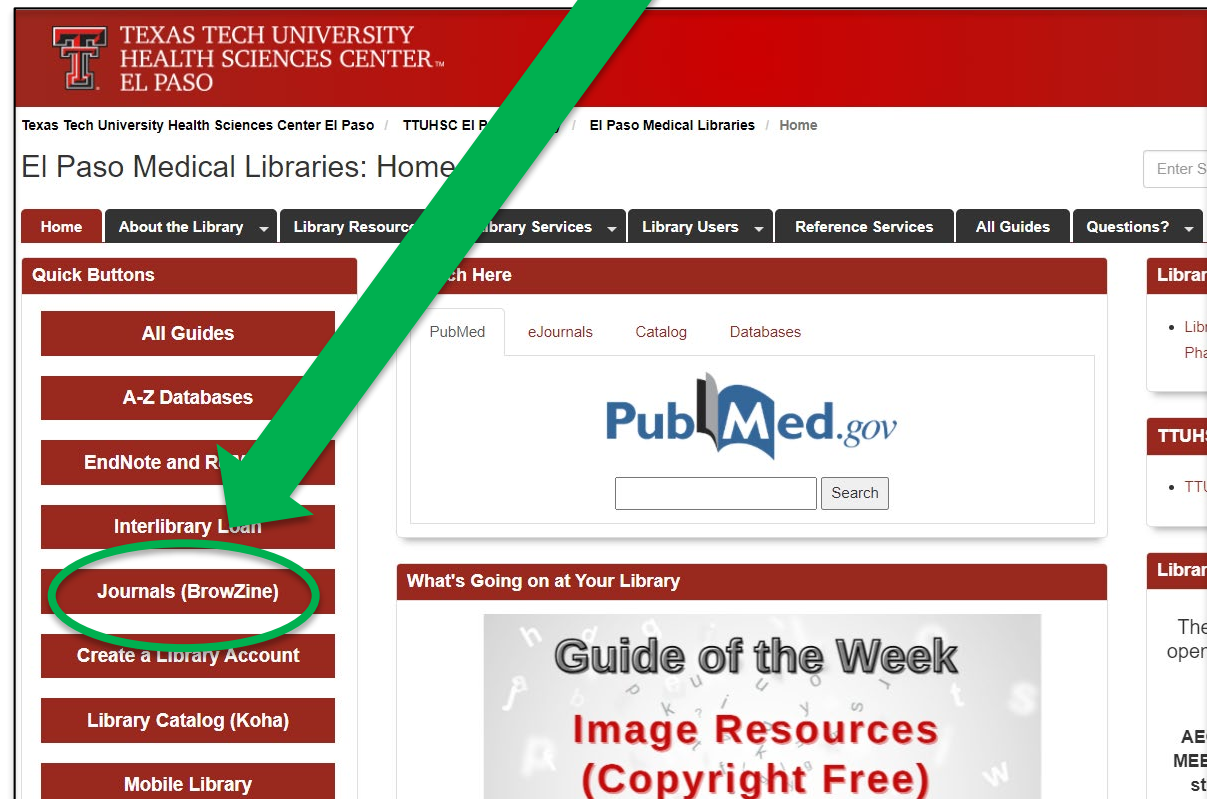 TEXAS TECH UNIVERSITY
HEALTH SCIENCES CENTER™
EL PASO
Texas Tech University Health Sciences Center El Paso / TTUHSC El P / El Paso Medical Libraries / Home
El Paso Medical Libraries: Home
Enter S
Home
About the Library
Library Resourc
brary Services
Library Users
Reference Services
All Guides
Questions?
Quick Buttons
All Guides
A-Z Databases
EndNote and R
Interlibrary Loan
Journals (BrowZine)
Create a Library Account
Library Catalog (Koha)
Mobile Library
ch Here
PubMed eJournals Catalog Databases
PubMed.gov
Search
What's Going on at Your Library
Guide of the Week
Image Resources
(Copyright Free)
Librar
Libr
Pha
TTUHS
TTU
Librar
The
open
AE
MEE
st